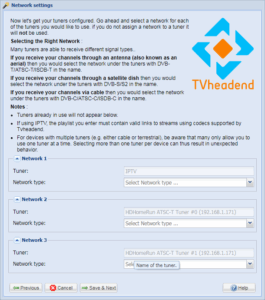 Network settings
Now let's get your tuners configured. Go ahead and select a network for each
of the tuners you would like to use. if you do not assign a network to a tuner it
will not be used.
Selecting the Right Network
Many tuners are able to receive different signal types.
If you receive your channels through an antenna (also known as an
aerial) then you would select the network under the tuners with DVB-
T/ATSC-T/ISDB-T in the name.
If you receive your channels through a satellite dish then you would
select the network under the tuners with DVB-S/S2 in the name.
If you receive your channels via cable then you would select the network
under the tuners with DVB-C/ATSC-C/ISDB-C in the name.
TVheadend
Notes :
Tuners already in use will not appear below.
If using IPTV, the playlist you enter must contain valid links to streams using codecs supported by
Tvheadend.
For devices with multiple tuners (e.g. either cable or terrestrial), be aware that many only allow you to
use one tuner at a time. Selecting more than one tuner per device can thus result in unexpected
behavior.
Network 1
Tuner: IPTV
Network type: Select Network type ...
Network 2
Tuner: HDHomeRun ATSC-T Tuner #0 (192.168.1.171)
Network type: Select Network type ...
Network 3
Tuner: HDHomeRun ATSC-T Tuner #1 (192.168.1.171)
Network type: Name of the tuner.
Previous Cancel Save & Next Help